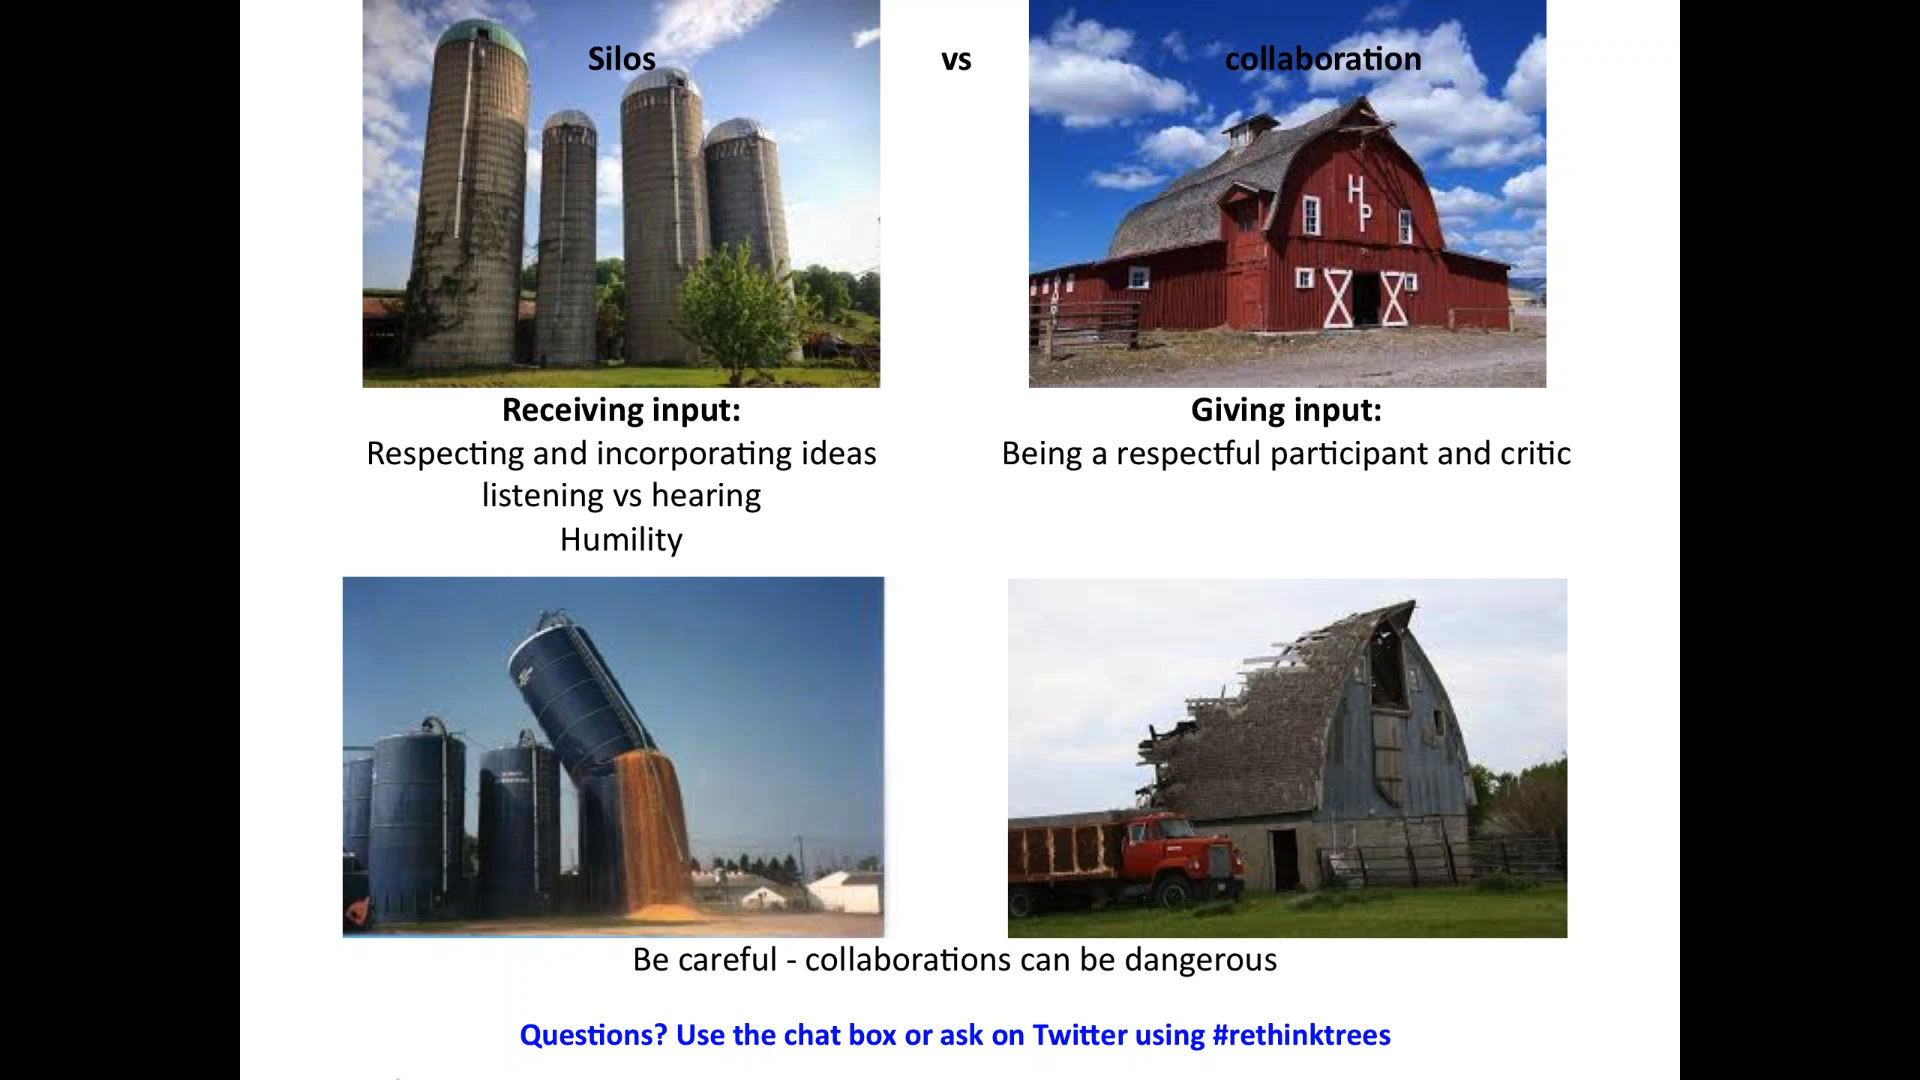 Silos vs collaboration
H
P
Receiving input:
Respecting and incorporating ideas
listening vs hearing
Humility
Giving input:
Being a respectful participant and critic
Be careful - collaborations can be dangerous
Questions? Use the chat box or ask on Twitter using #rethinktrees